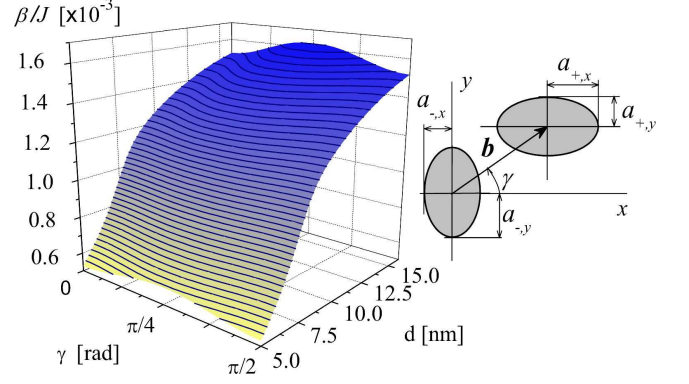 β/J [x10⁻³]
1.6
1.4
1.2
1.0
0.8
0.6
0
π/4
π/2
γ [rad]
5.0
7.5
10.0
12.5
15.0
d [nm]
y
x
a₋,ₓ
a₋,y
a₊,ₓ
a₊,y
b
γ